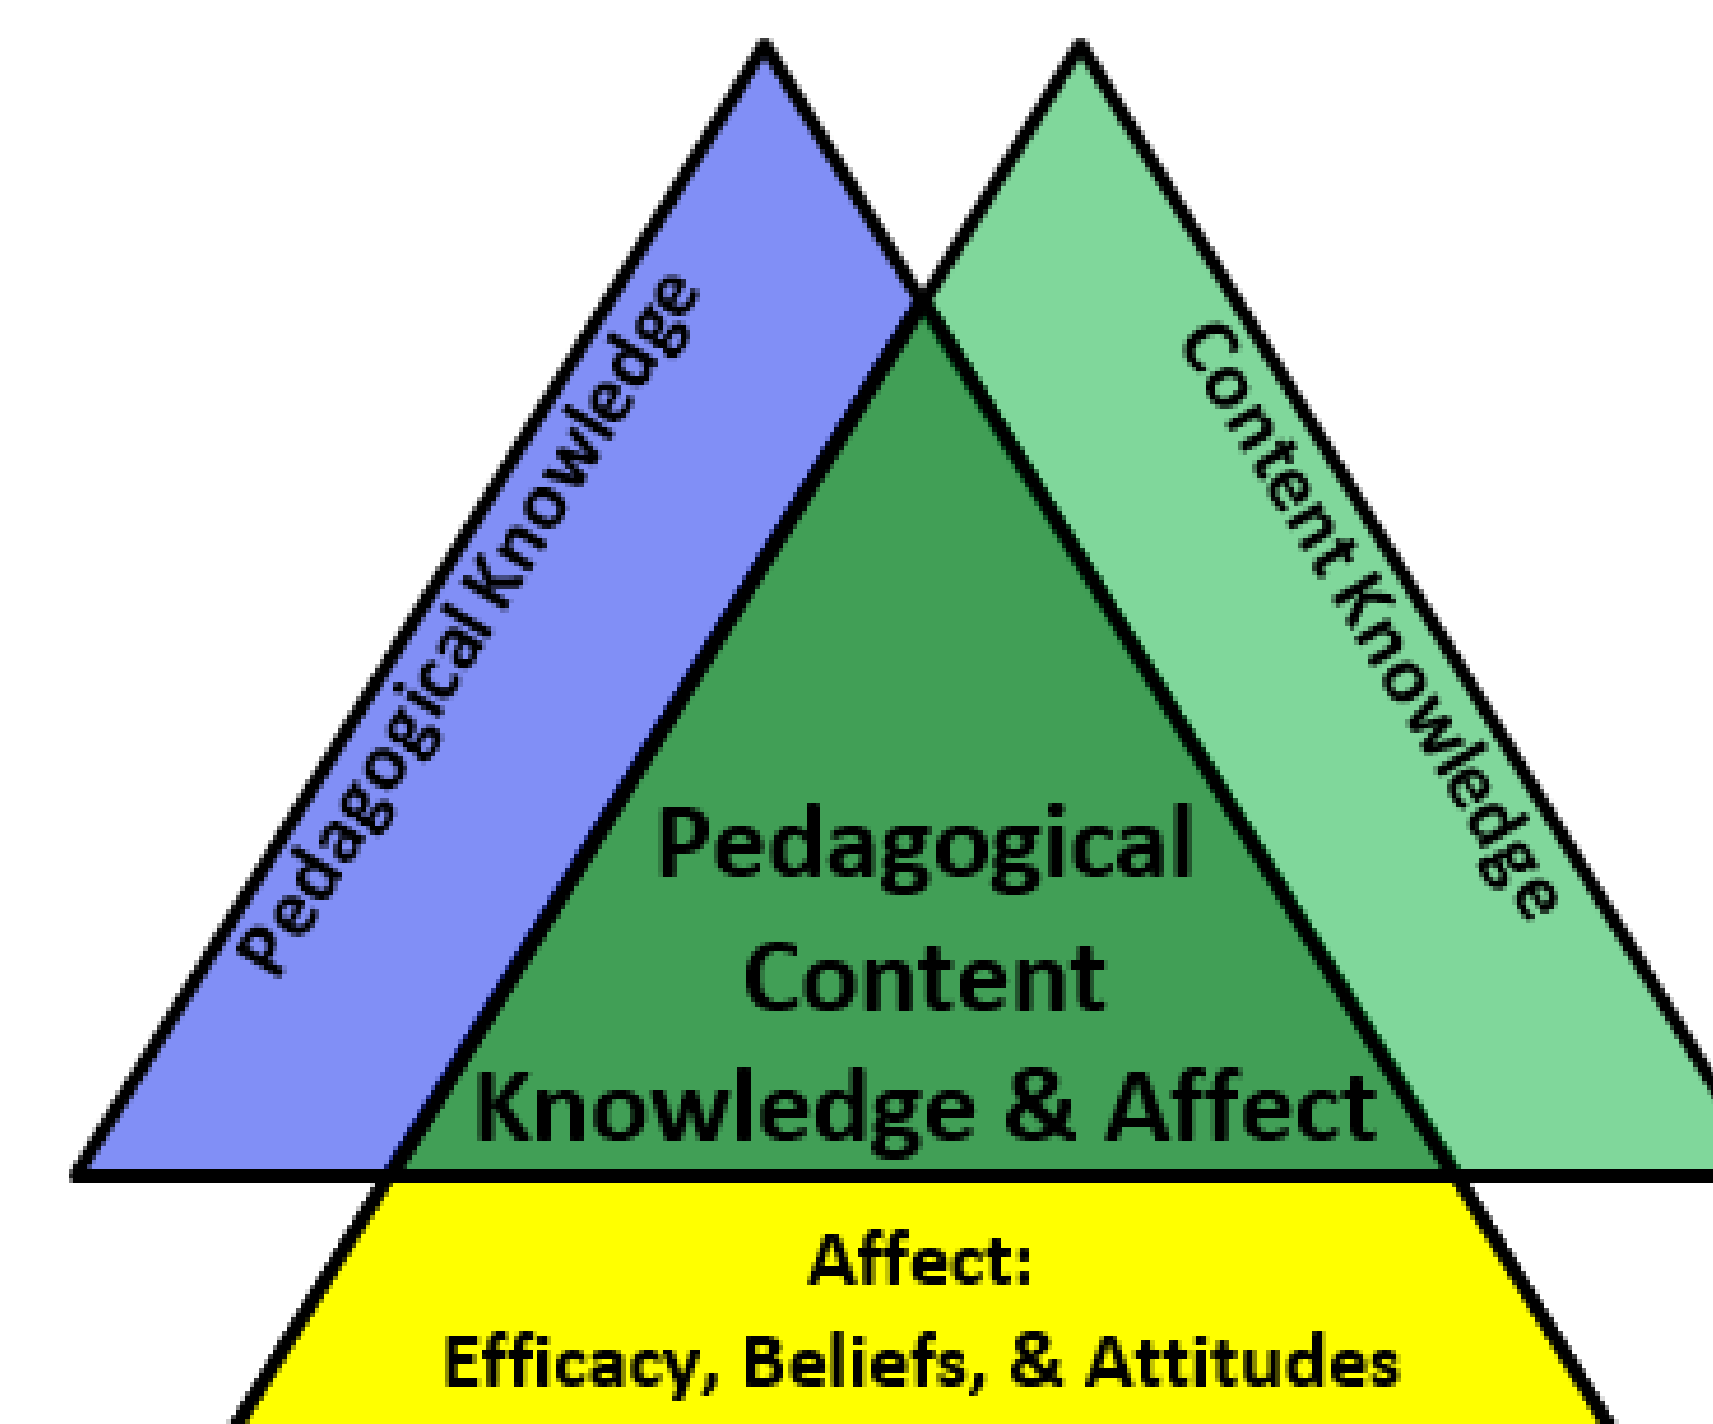 Pedagogical Knowledge
Content Knowledge
Pedagogical
Content
Knowledge & Affect
Affect:
Efficacy, Beliefs, & Attitudes